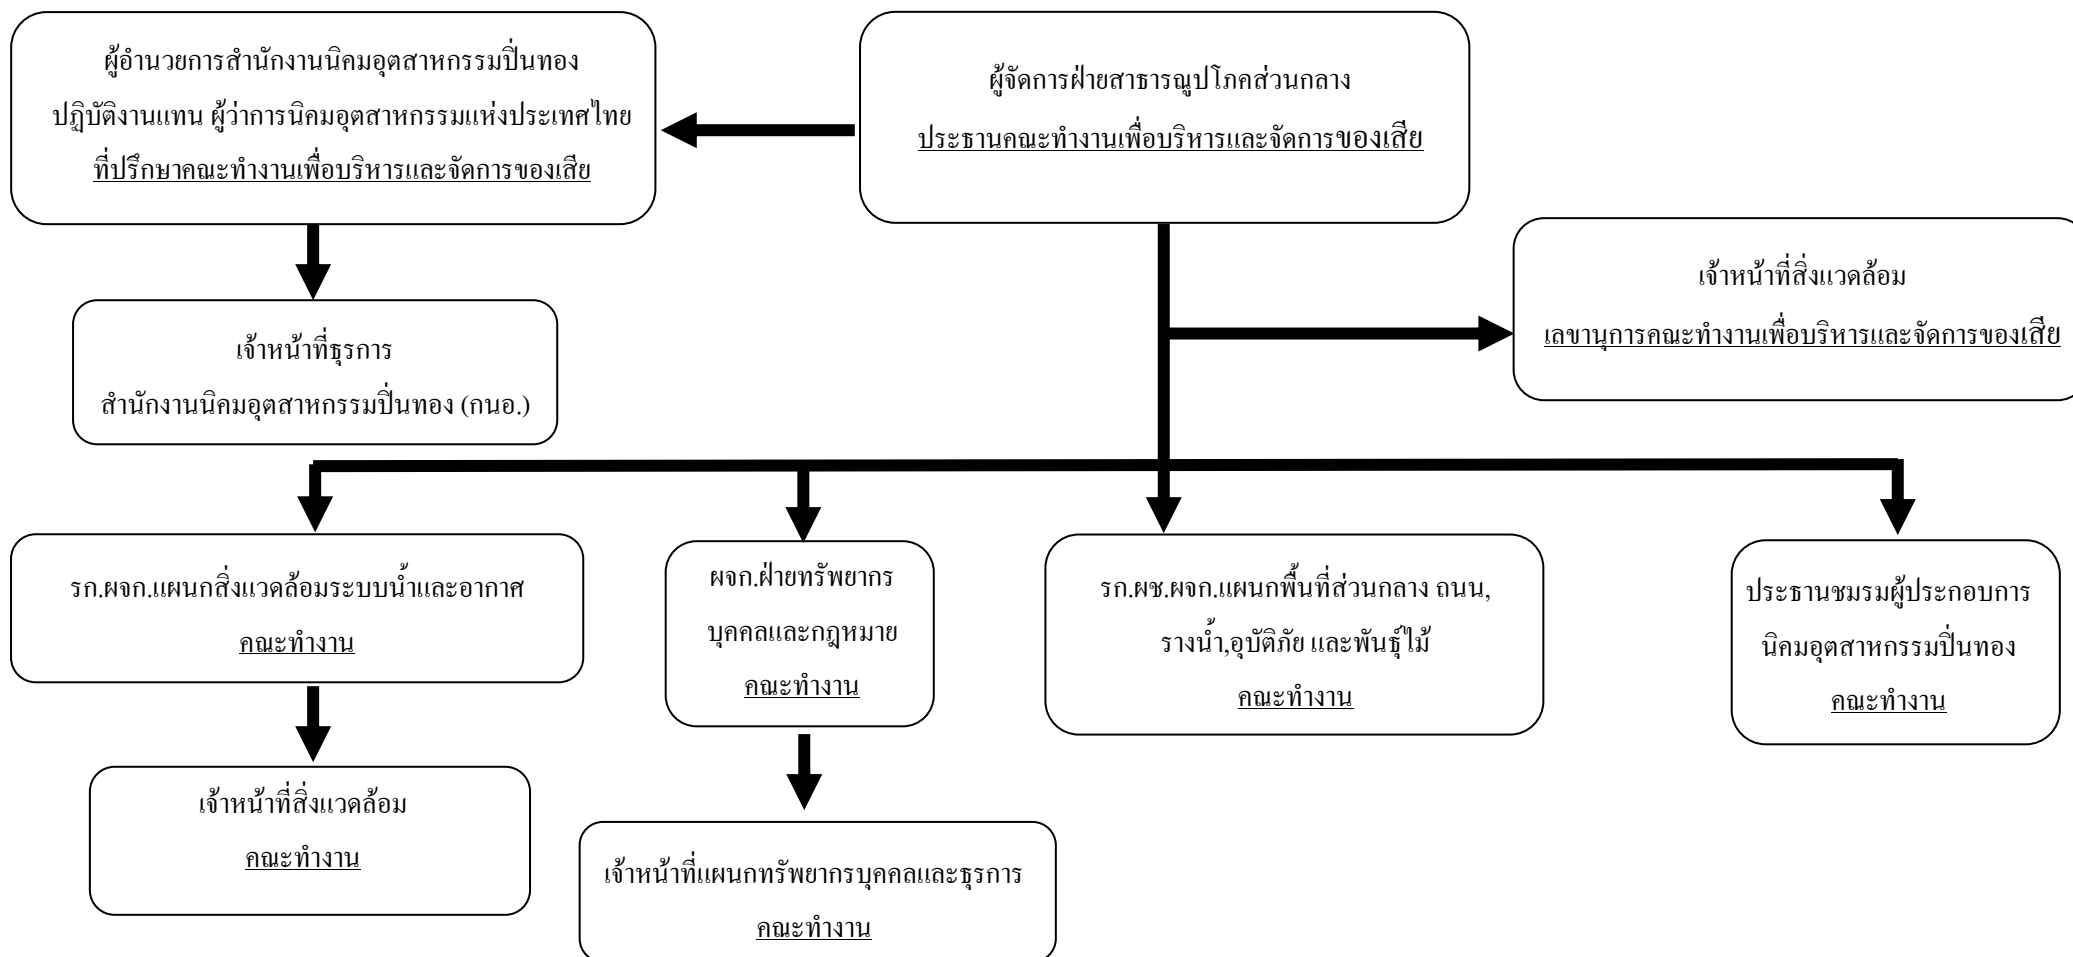 ผู้อำนวยการสำนักงานนิคมอุตสาหกรรมปิ่นทอง
ปฏิบัติงานแทน ผู้ว่าการนิคมอุตสาหกรรมแห่งประเทศไทย
ที่ปรึกษาคณะทำงานเพื่อบริหารและจัดการของเสีย
ผู้จัดการฝ่ายสาธารณูปโภคส่วนกลาง
ประธานคณะทำงานเพื่อบริหารและจัดการของเสีย
เจ้าหน้าที่สิ่งแวดล้อม
เลขานุการคณะทำงานเพื่อบริหารและจัดการของเสีย
เจ้าหน้าที่ธุรการ
สำนักงานนิคมอุตสาหกรรมปิ่นทอง (กนอ.)
รก.ผจก.แผนกสิ่งแวดล้อมระบบน้ำและอากาศ
คณะทำงาน
ผจก.ฝ่ายทรัพยากร
บุคคลและกฎหมาย
คณะทำงาน
รก.ผช.ผจก.แผนกพื้นที่ส่วนกลาง ถนน,
รางน้ำ,อุบัติภัย และพันธุ์ไม้
คณะทำงาน
ประธานชมรมผู้ประกอบการ
นิคมอุตสาหกรรมปิ่นทอง
คณะทำงาน
เจ้าหน้าที่สิ่งแวดล้อม
คณะทำงาน
เจ้าหน้าที่แผนกทรัพยากรบุคคลและธุรการ
คณะทำงาน